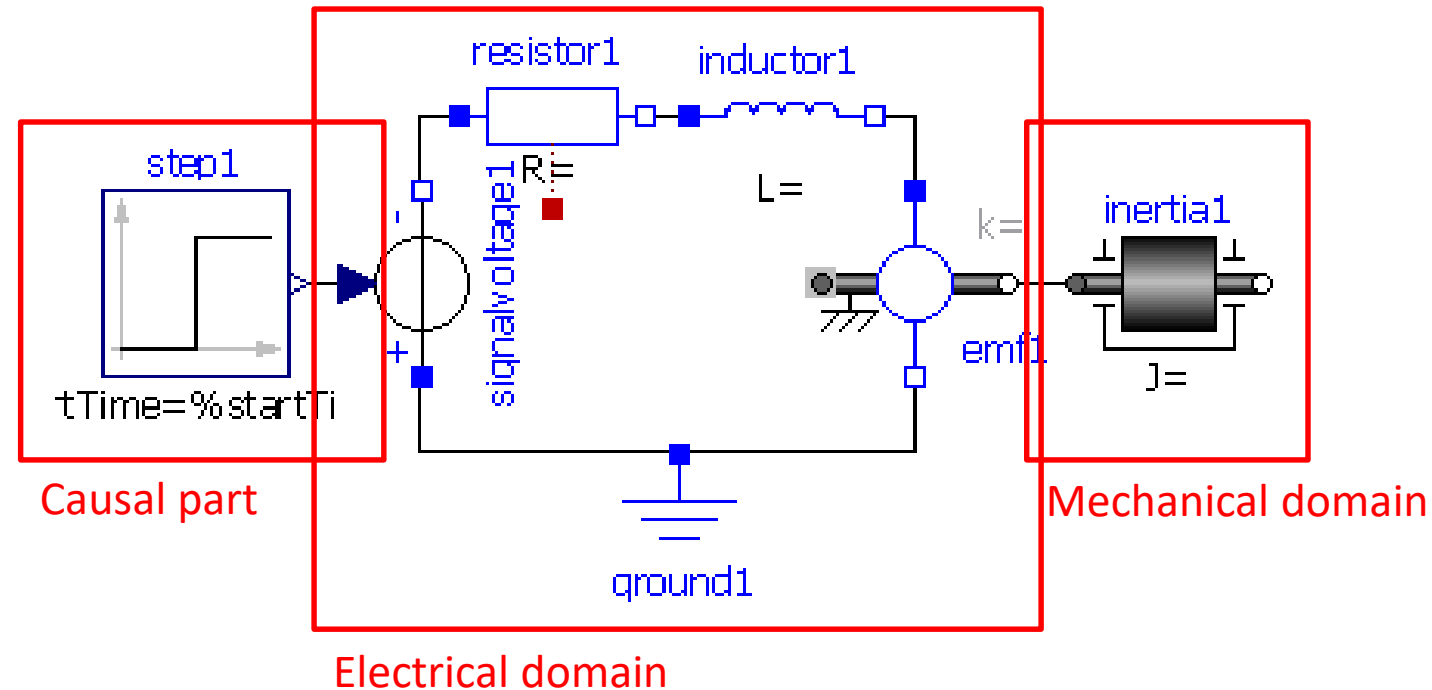 resistor1
inductor1
step1
R=
signalvoltage1
L=
k=
inertia1
-
+
emf1
J=
tTime=%startTi
Causal part
Mechanical domain
ground1
Electrical domain